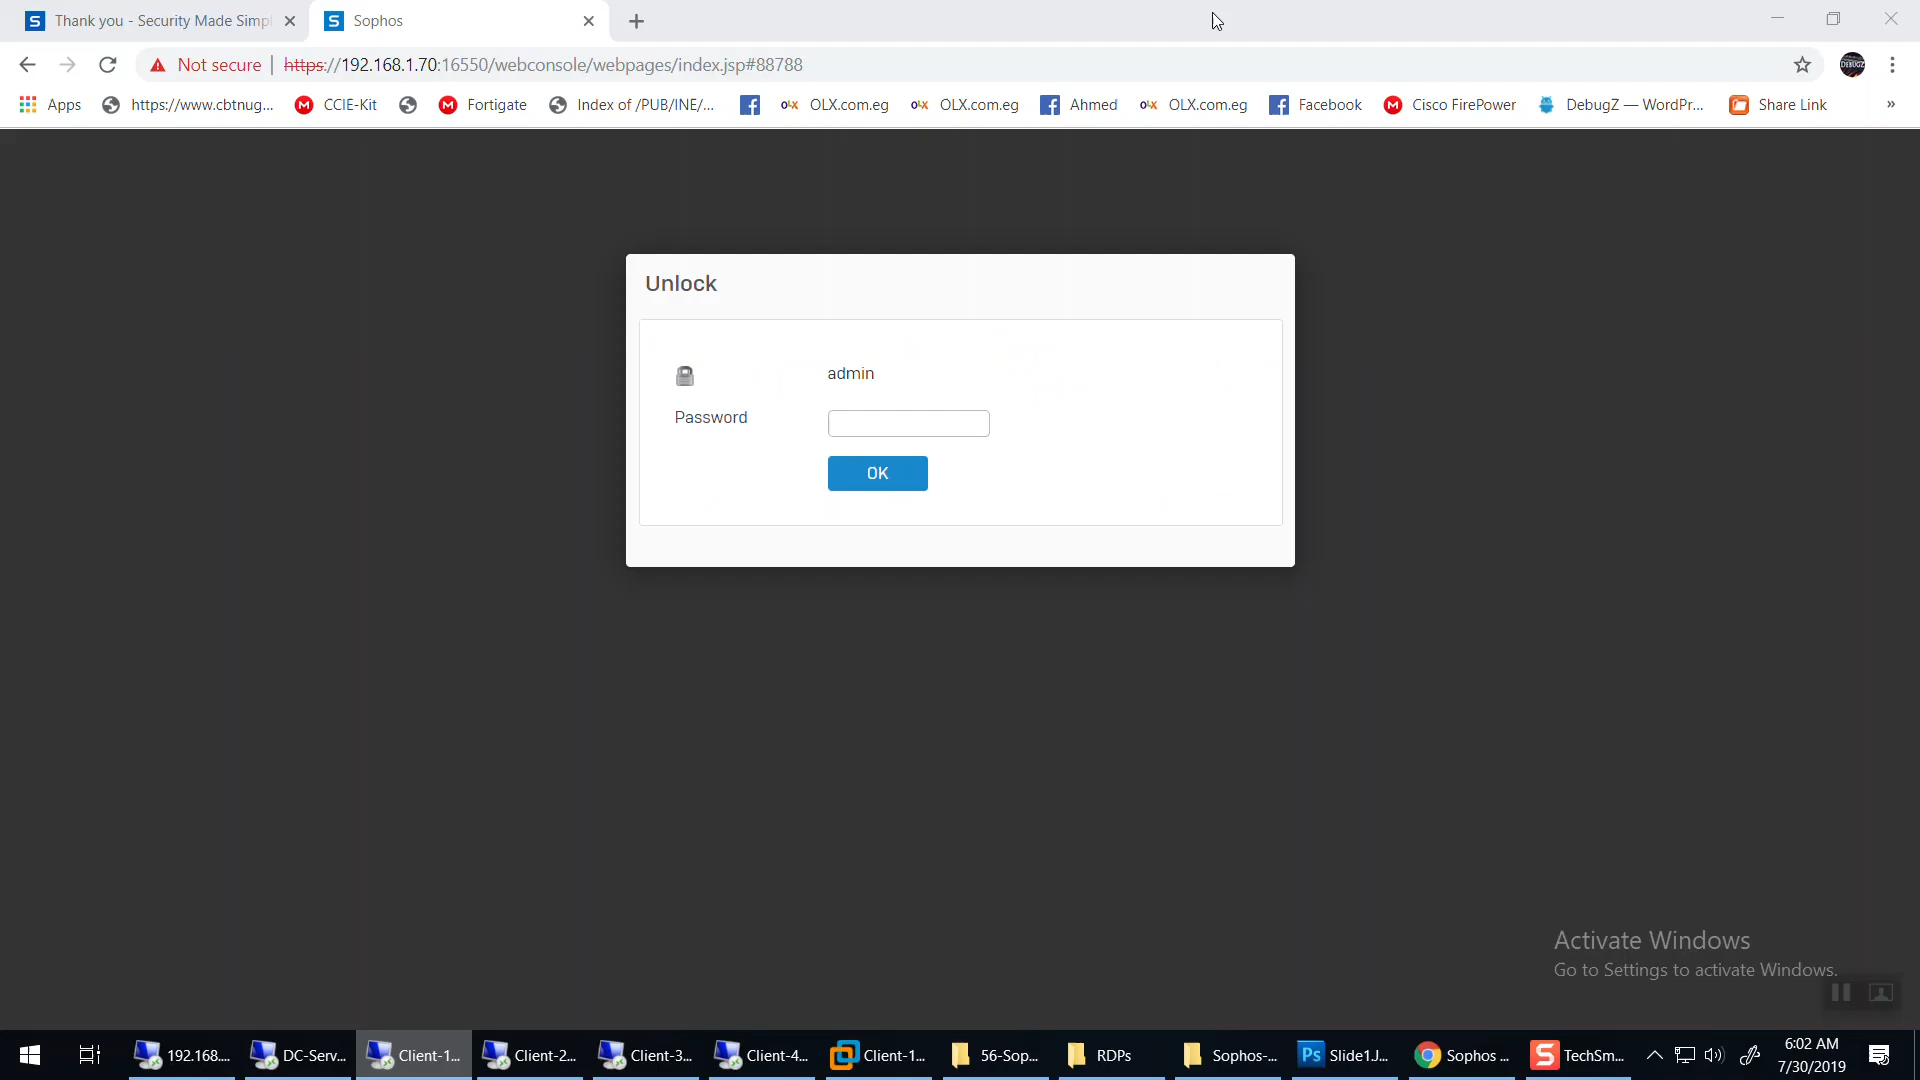 Thank you - Security Made Simpl
Sophos
Not secure | https://192.168.1.70:16550/webconsole/webpages/index.jsp#88788
Apps https://www.cbtnug... CCIE-Kit Fortigate Index of /PUB/INE/... OLX.com.eg OLX.com.eg Ahmed OLX.com.eg Facebook Cisco FirePower DebugZ — WordPr... Share Link »
Unlock
admin
Password
OK
Activate Windows
Go to Settings to activate Windows.
192.168.... DC-Serv... Client-1... Client-2... Client-3... Client-4... Client-1... 56-Sop... RDPs Sophos-... Slide1.J... Sophos ... TechSm... 6:02 AM
7/30/2019